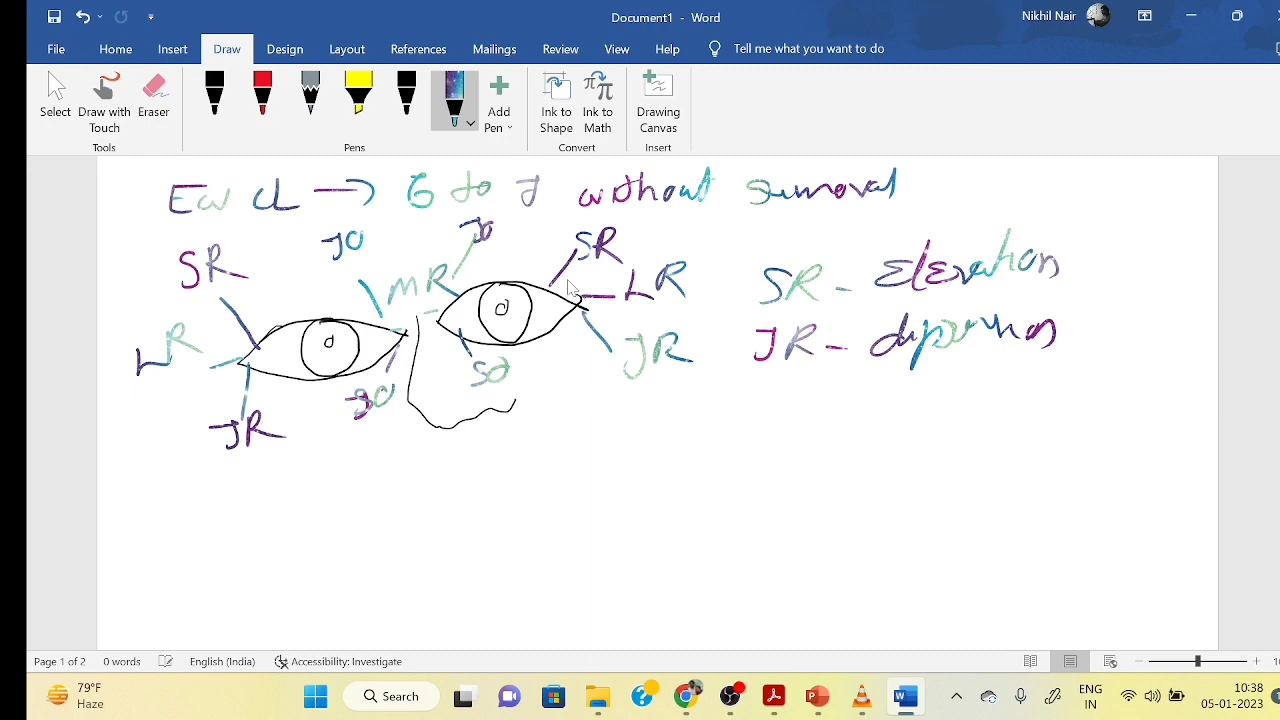 Document1 - Word
Nikhil Nair
File Home Insert Draw Design Layout References Mailings Review View Help Tell me what you want to do
Select
Draw with Touch
Eraser
Add Pen
Ink to Shape
Ink to Math
Drawing Canvas
Tools Pens Convert Insert
CL → 6 to 7 without removal
IO IO SR
SR MR LR SR - Elevation
LR JR JR - depression
SO SO
JR
Page 1 of 2 0 words English (India) Accessibility: Investigate
79°F
Haze
Search
ENG
IN
10:38
05-01-2023